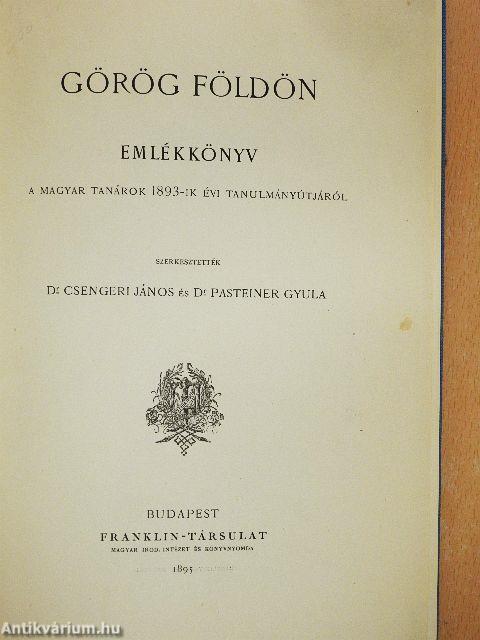 GÖRÖG FÖLDÖN
EMLÉKKÖNYV
A MAGYAR TANÁROK 1893-IK ÉVI TANULMÁNYÚTJÁRÓL
SZERKESZTETTÉK
Dr CSENGERI JÁNOS és Dr PASTEINER GYULA
BUDAPEST
FRANKLIN-TÁRSULAT
MAGYAR IROD. INTÉZET ÉS KÖNYVNYOMDA
1895
Antikvárium.hu